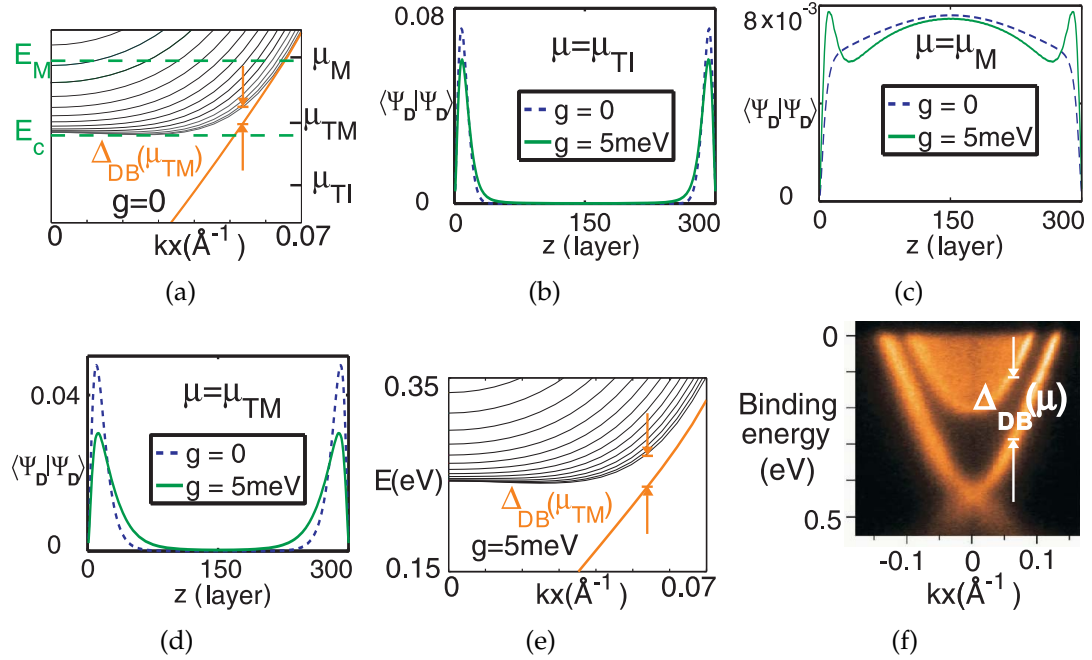 E_M
E_c
Δ_DB(μ_TM)
g=0
μ_M
μ_TM
μ_TI
0
kx(Å⁻¹)
0.07
(a)
0.08
μ=μ_TI
⟨Ψ_D|Ψ_D⟩
g = 0
g = 5meV
0
0
150
300
z (layer)
(b)
8×10⁻³
μ=μ_M
⟨Ψ_D|Ψ_D⟩
g = 0
g = 5meV
0
0
150
300
z (layer)
(c)
0.04
μ=μ_TM
⟨Ψ_D|Ψ_D⟩
g = 0
g = 5meV
0
0
150
300
z (layer)
(d)
0.35
E(eV)
Δ_DB(μ_TM)
g=5meV
0.15
0
kx(Å⁻¹)
0.07
(e)
0
Binding
energy
(eV)
0.5
Δ_DB(μ)
-0.1
0
0.1
kx(Å⁻¹)
(f)